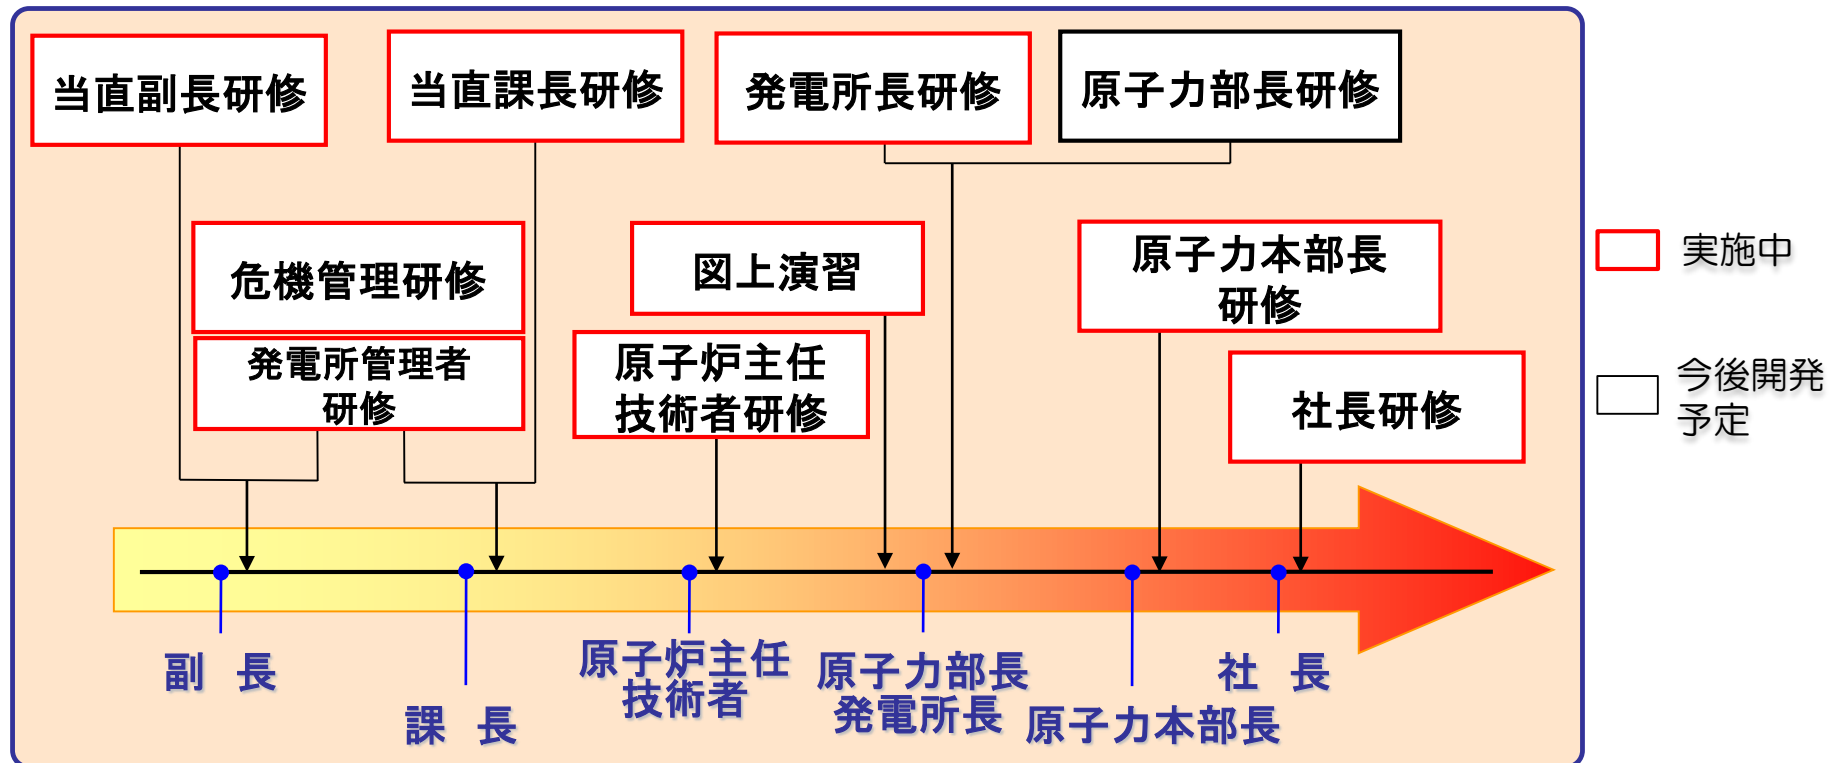 当直副長研修
当直課長研修
発電所長研修
原子力部長研修
危機管理研修
発電所管理者
研修
図上演習
原子炉主任
技術者研修
原子力本部長
研修
社長研修
実施中
今後開発
予定
副 長
課 長
原子炉主任
技術者
原子力部長
発電所長
原子力本部長
社 長